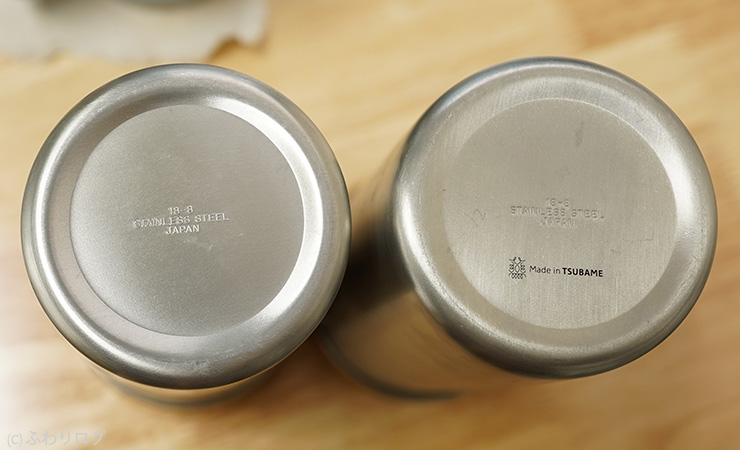 18-8
STAINLESS STEEL
JAPAN
18-8
STAINLESS STEEL
JAPAN
Made in TSUBAME
(C)ふわりログ